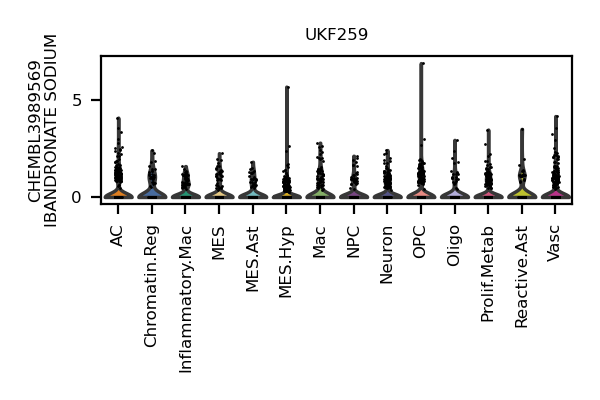 UKF259
CHEMBL3989569
IBANDRONATE SODIUM
5
0
AC
Chromatin.Reg
Inflammatory.Mac
MES
MES.Ast
MES.Hyp
Mac
NPC
Neuron
OPC
Oligo
Prolif.Metab
Reactive.Ast
Vasc